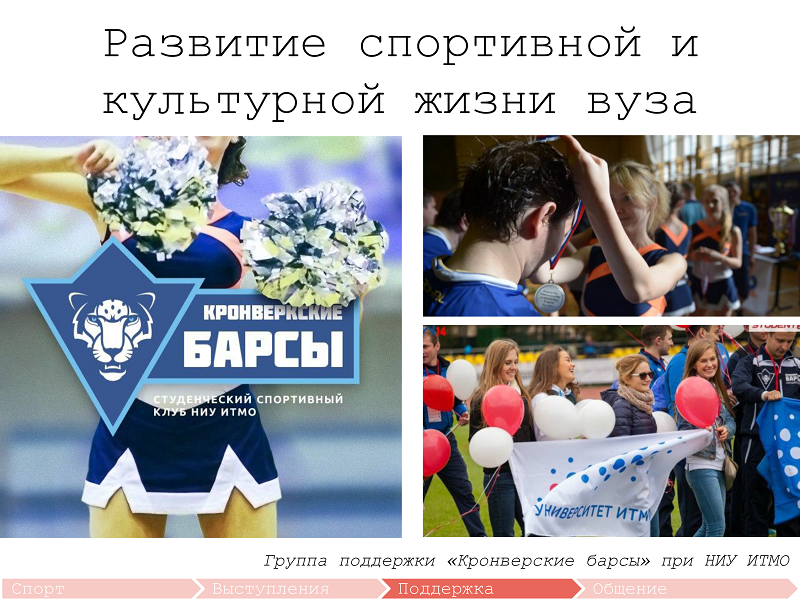 Развитие спортивной и
культурной жизни вуза
КРОНВЕРКСКИЕ
БАРСЫ
СТУДЕНЧЕСКИЙ СПОРТИВНЫЙ
КЛУБ НИУ ИТМО
УНИВЕРСИТЕТ ИТМО
Группа поддержки «Кронверские барсы» при НИУ ИТМО
Спорт
Выступления
Поддержка
Общение